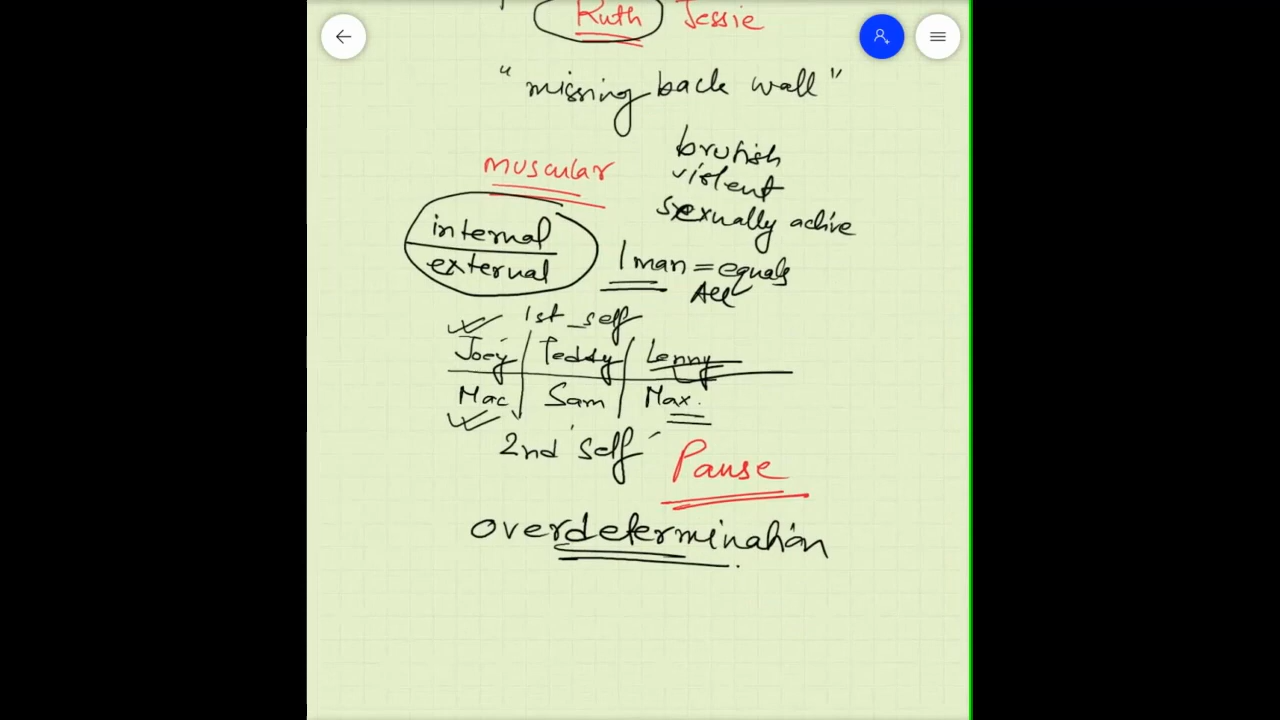 Ruth Jessie
"missing back wall"
brutish
muscular
violent
sexually active
internal
external
1 man = equals
All
1st self
Joey Teddy Lenny
Mac Sam Max.
2nd 'self'
Pause
overdetermination